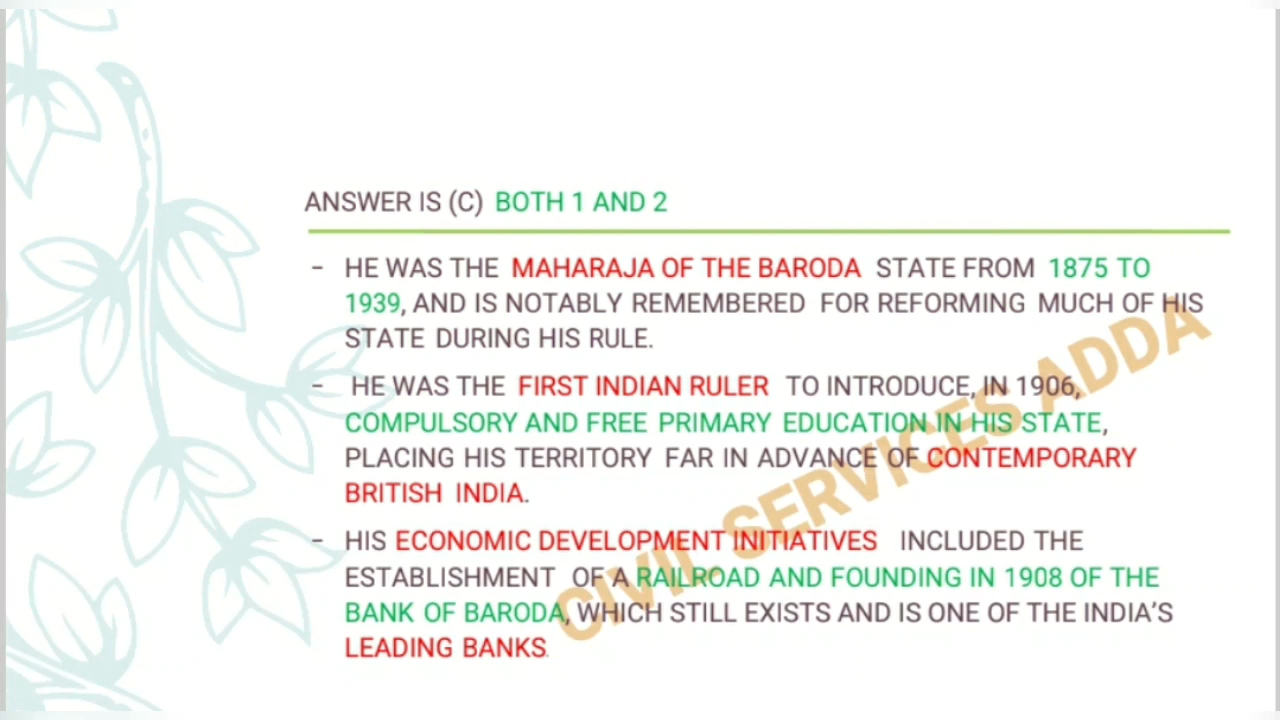 ANSWER IS (C) BOTH 1 AND 2
- HE WAS THE MAHARAJA OF THE BARODA STATE FROM 1875 TO
1939, AND IS NOTABLY REMEMBERED FOR REFORMING MUCH OF HIS
STATE DURING HIS RULE.
- HE WAS THE FIRST INDIAN RULER TO INTRODUCE, IN 1906,
COMPULSORY AND FREE PRIMARY EDUCATION IN HIS STATE,
PLACING HIS TERRITORY FAR IN ADVANCE OF CONTEMPORARY
BRITISH INDIA.
- HIS ECONOMIC DEVELOPMENT INITIATIVES INCLUDED THE
ESTABLISHMENT OF A RAILROAD AND FOUNDING IN 1908 OF THE
BANK OF BARODA, WHICH STILL EXISTS AND IS ONE OF THE INDIA'S
LEADING BANKS.
CIVIL SERVICES ADDA